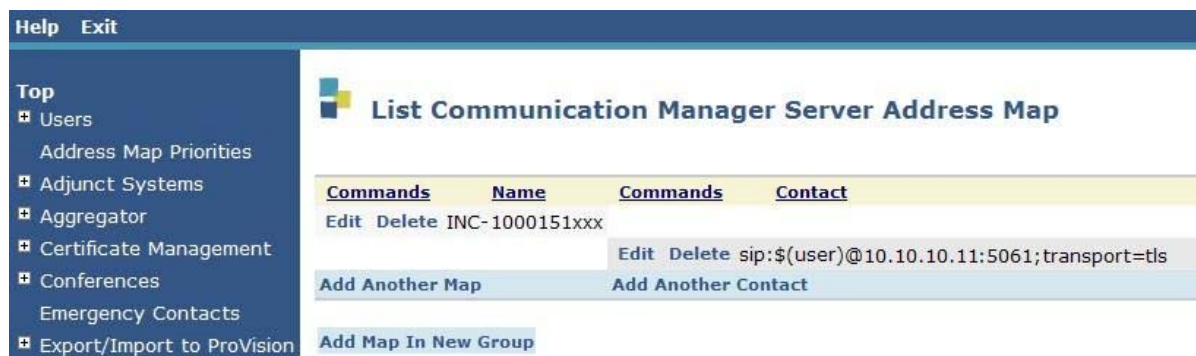 Help Exit
Top
Users
Address Map Priorities
Adjunct Systems
Aggregator
Certificate Management
Conferences
Emergency Contacts
Export/Import to ProVision
List Communication Manager Server Address Map
Commands Name Commands Contact
Edit Delete INC-1000151xxx
Edit Delete sip:$(user)@10.10.10.11:5061;transport=tls
Add Another Map Add Another Contact
Add Map In New Group